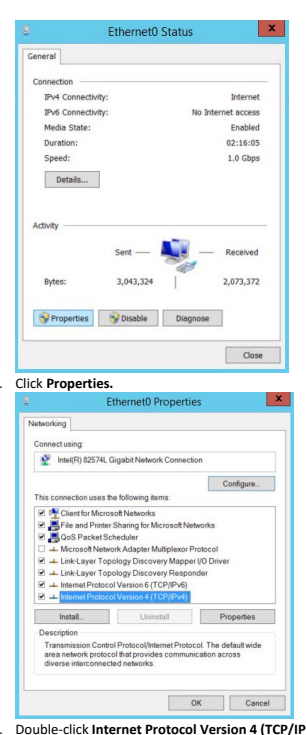 Ethernet0 Status
x
General
Connection
IPv4 Connectivity: Internet
IPv6 Connectivity: No Internet access
Media State: Enabled
Duration: 02:16:05
Speed: 1.0 Gbps
Details...
Activity
Sent — — Received
Bytes: 3,043,324 2,073,372
Properties Disable Diagnose
Close
. Click Properties.
Ethernet0 Properties
x
Networking
Connect using:
Intel(R) 82574L Gigabit Network Connection
Configure...
This connection uses the following items:
Client for Microsoft Networks
File and Printer Sharing for Microsoft Networks
QoS Packet Scheduler
Microsoft Network Adapter Multiplexor Protocol
Link-Layer Topology Discovery Mapper I/O Driver
Link-Layer Topology Discovery Responder
Internet Protocol Version 6 (TCP/IPv6)
Internet Protocol Version 4 (TCP/IPv4)
Install... Uninstall Properties
Description
Transmission Control Protocol/Internet Protocol. The default wide
area network protocol that provides communication across
diverse interconnected networks.
OK Cancel
. Double-click Internet Protocol Version 4 (TCP/IP